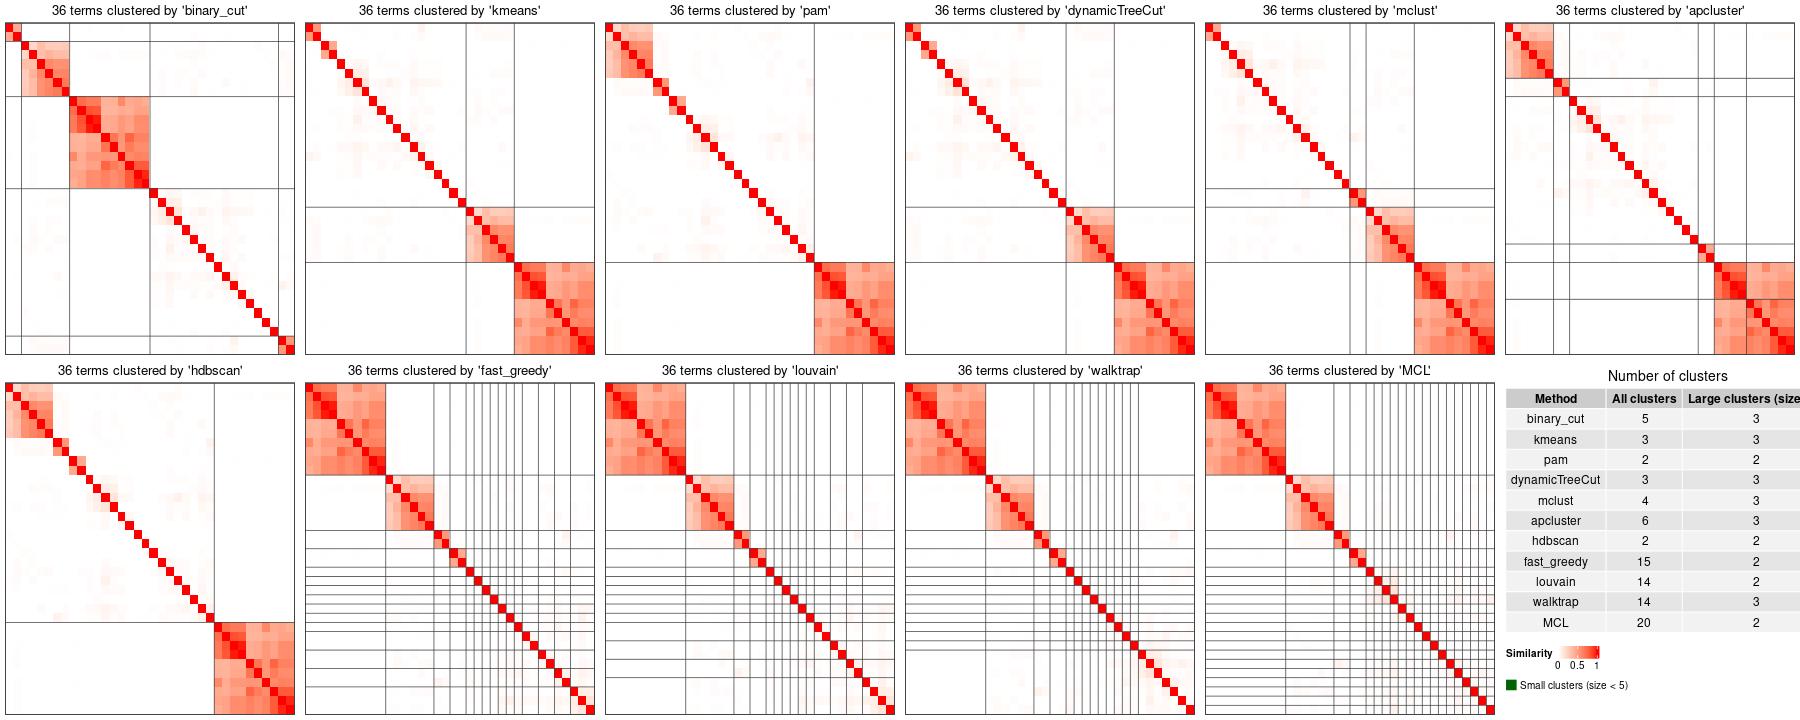 36 terms clustered by 'binary_cut'
36 terms clustered by 'kmeans'
36 terms clustered by 'pam'
36 terms clustered by 'dynamicTreeCut'
36 terms clustered by 'mclust'
36 terms clustered by 'apcluster'
36 terms clustered by 'hdbscan'
36 terms clustered by 'fast_greedy'
36 terms clustered by 'louvain'
36 terms clustered by 'walktrap'
36 terms clustered by 'MCL'
Number of clusters
Method All clusters Large clusters (size
binary_cut 5 3
kmeans 3 3
pam 2 2
dynamicTreeCut 3 3
mclust 4 3
apcluster 6 3
hdbscan 2 2
fast_greedy 15 2
louvain 14 2
walktrap 14 3
MCL 20 2
Similarity
0 0.5 1
Small clusters (size < 5)